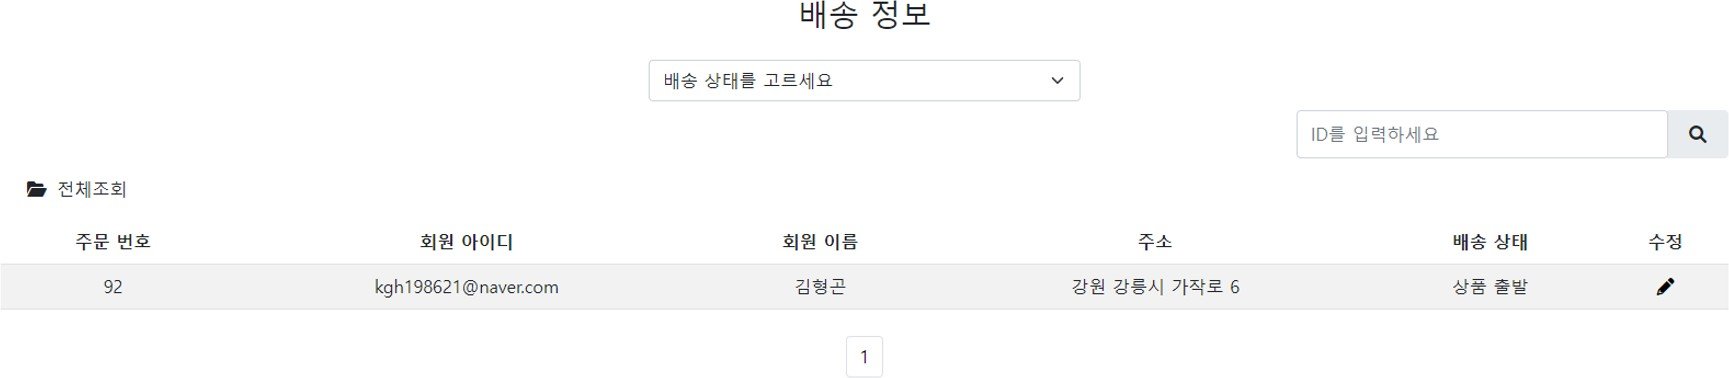 배송 정보
배송 상태를 고르세요
ID를 입력하세요
전체조회
주문 번호 회원 아이디 회원 이름 주소 배송 상태 수정
92 kgh198621@naver.com 김형곤 강원 강릉시 가작로 6 상품 출발
1